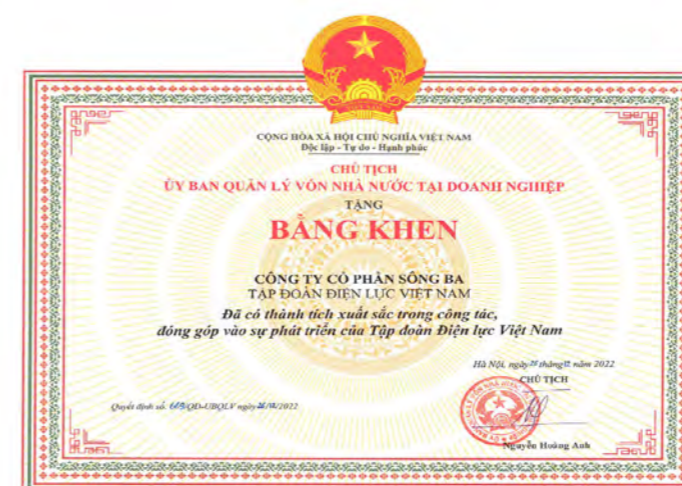 CỘNG HÒA XÃ HỘI CHỦ NGHĨA VIỆT NAM
Độc lập - Tự do - Hạnh phúc
CHỦ TỊCH
ỦY BAN QUẢN LÝ VỐN NHÀ NƯỚC TẠI DOANH NGHIỆP
TẶNG
BẰNG KHEN
CÔNG TY CỔ PHẦN SÔNG BA
TẬP ĐOÀN ĐIỆN LỰC VIỆT NAM
Đã có thành tích xuất sắc trong công tác,
đóng góp vào sự phát triển của Tập đoàn Điện lực Việt Nam
Hà Nội, ngày tháng 12 năm 2022
CHỦ TỊCH
Quyết định số: /QĐ-UBQLV ngày /2022
Nguyễn Hoàng Anh